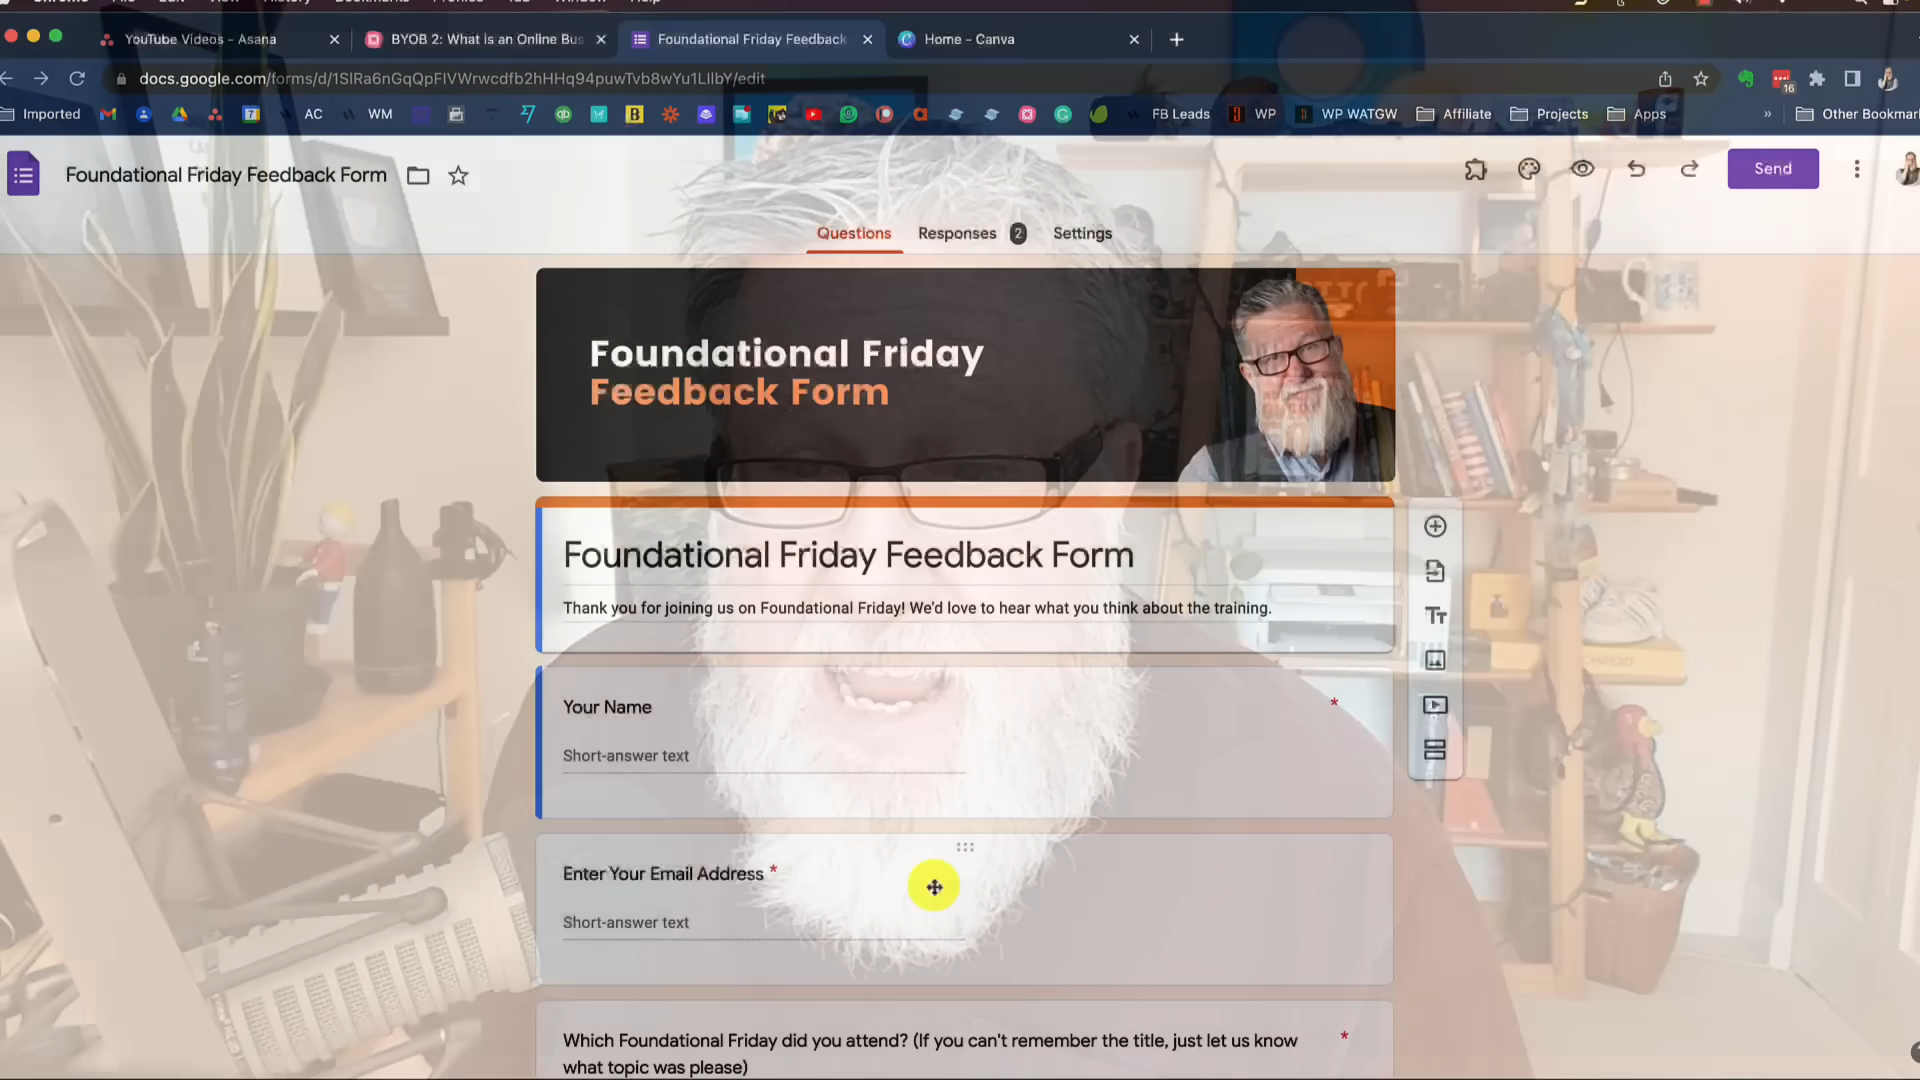 YouTube Videos - Asana
BYOB 2: What is an Online Bus
Foundational Friday Feedback
Home - Canva
docs.google.com/forms/d/1SlRa6nGqQpFlVWrwcdfb2hHHq94puwTvb8wYu1LIlbY/edit
16
Imported
AC
WM
FB Leads
WP
WP WATGW
Affiliate
Projects
Apps
»
Other Bookmar
Foundational Friday Feedback Form
Send
Questions
Responses
2
Settings
Foundational Friday
Feedback Form
Foundational Friday Feedback Form
Thank you for joining us on Foundational Friday! We'd love to hear what you think about the training.
Your Name
*
Short-answer text
Enter Your Email Address *
Short-answer text
Which Foundational Friday did you attend? (If you can't remember the title, just let us know
*
what topic was please)